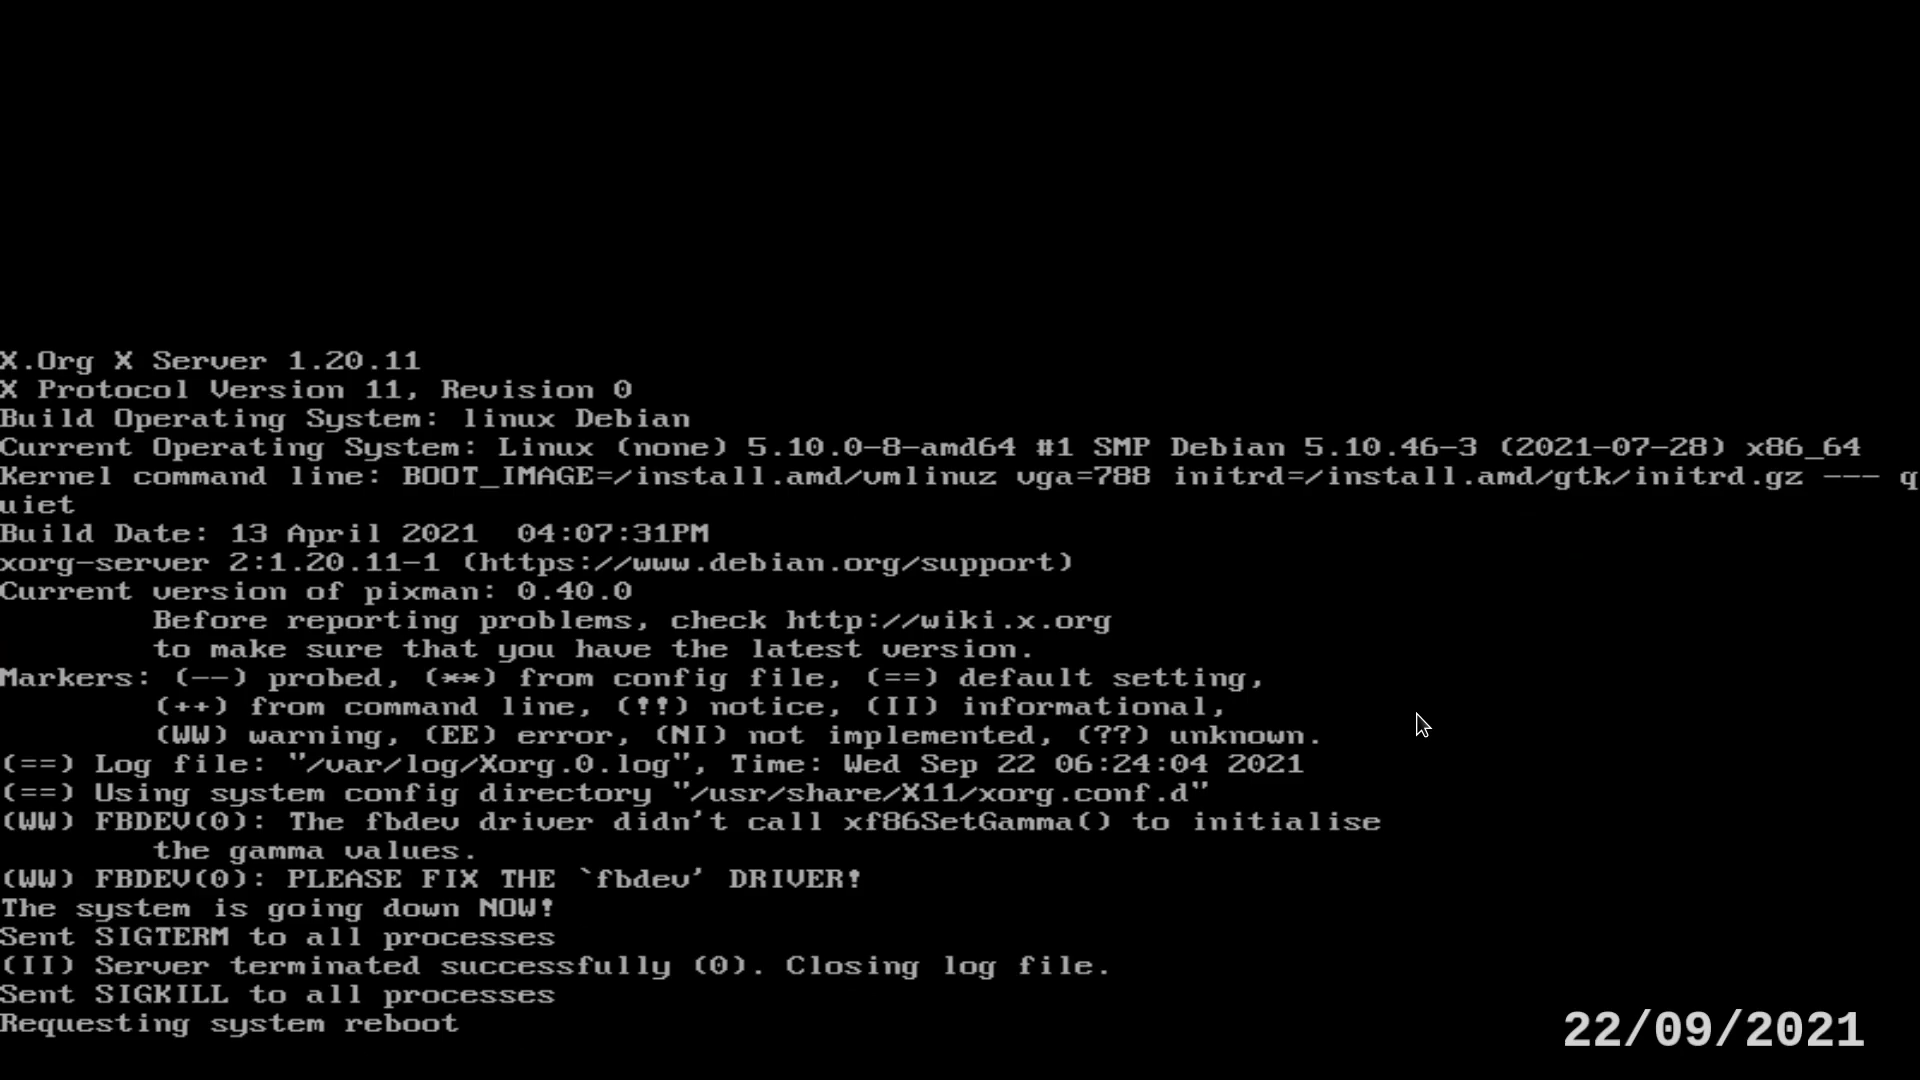 X.Org X Server 1.20.11
X Protocol Version 11, Revision 0
Build Operating System: linux Debian
Current Operating System: Linux (none) 5.10.0-8-amd64 #1 SMP Debian 5.10.46-3 (2021-07-28) x86_64
Kernel command line: BOOT_IMAGE=/install.amd/vmlinuz vga=788 initrd=/install.amd/gtk/initrd.gz --- q
uiet
Build Date: 13 April 2021  04:07:31PM
xorg-server 2:1.20.11-1 (https://www.debian.org/support)
Current version of pixman: 0.40.0
        Before reporting problems, check http://wiki.x.org
        to make sure that you have the latest version.
Markers: (--) probed, (**) from config file, (==) default setting,
        (++) from command line, (!!) notice, (II) informational,
        (WW) warning, (EE) error, (NI) not implemented, (??) unknown.
(==) Log file: "/var/log/Xorg.0.log", Time: Wed Sep 22 06:24:04 2021
(==) Using system config directory "/usr/share/X11/xorg.conf.d"
(WW) FBDEV(0): The fbdev driver didn't call xf86SetGamma() to initialise
        the gamma values.
(WW) FBDEV(0): PLEASE FIX THE `fbdev' DRIVER!
The system is going down NOW!
Sent SIGTERM to all processes
(II) Server terminated successfully (0). Closing log file.
Sent SIGKILL to all processes
Requesting system reboot
22/09/2021